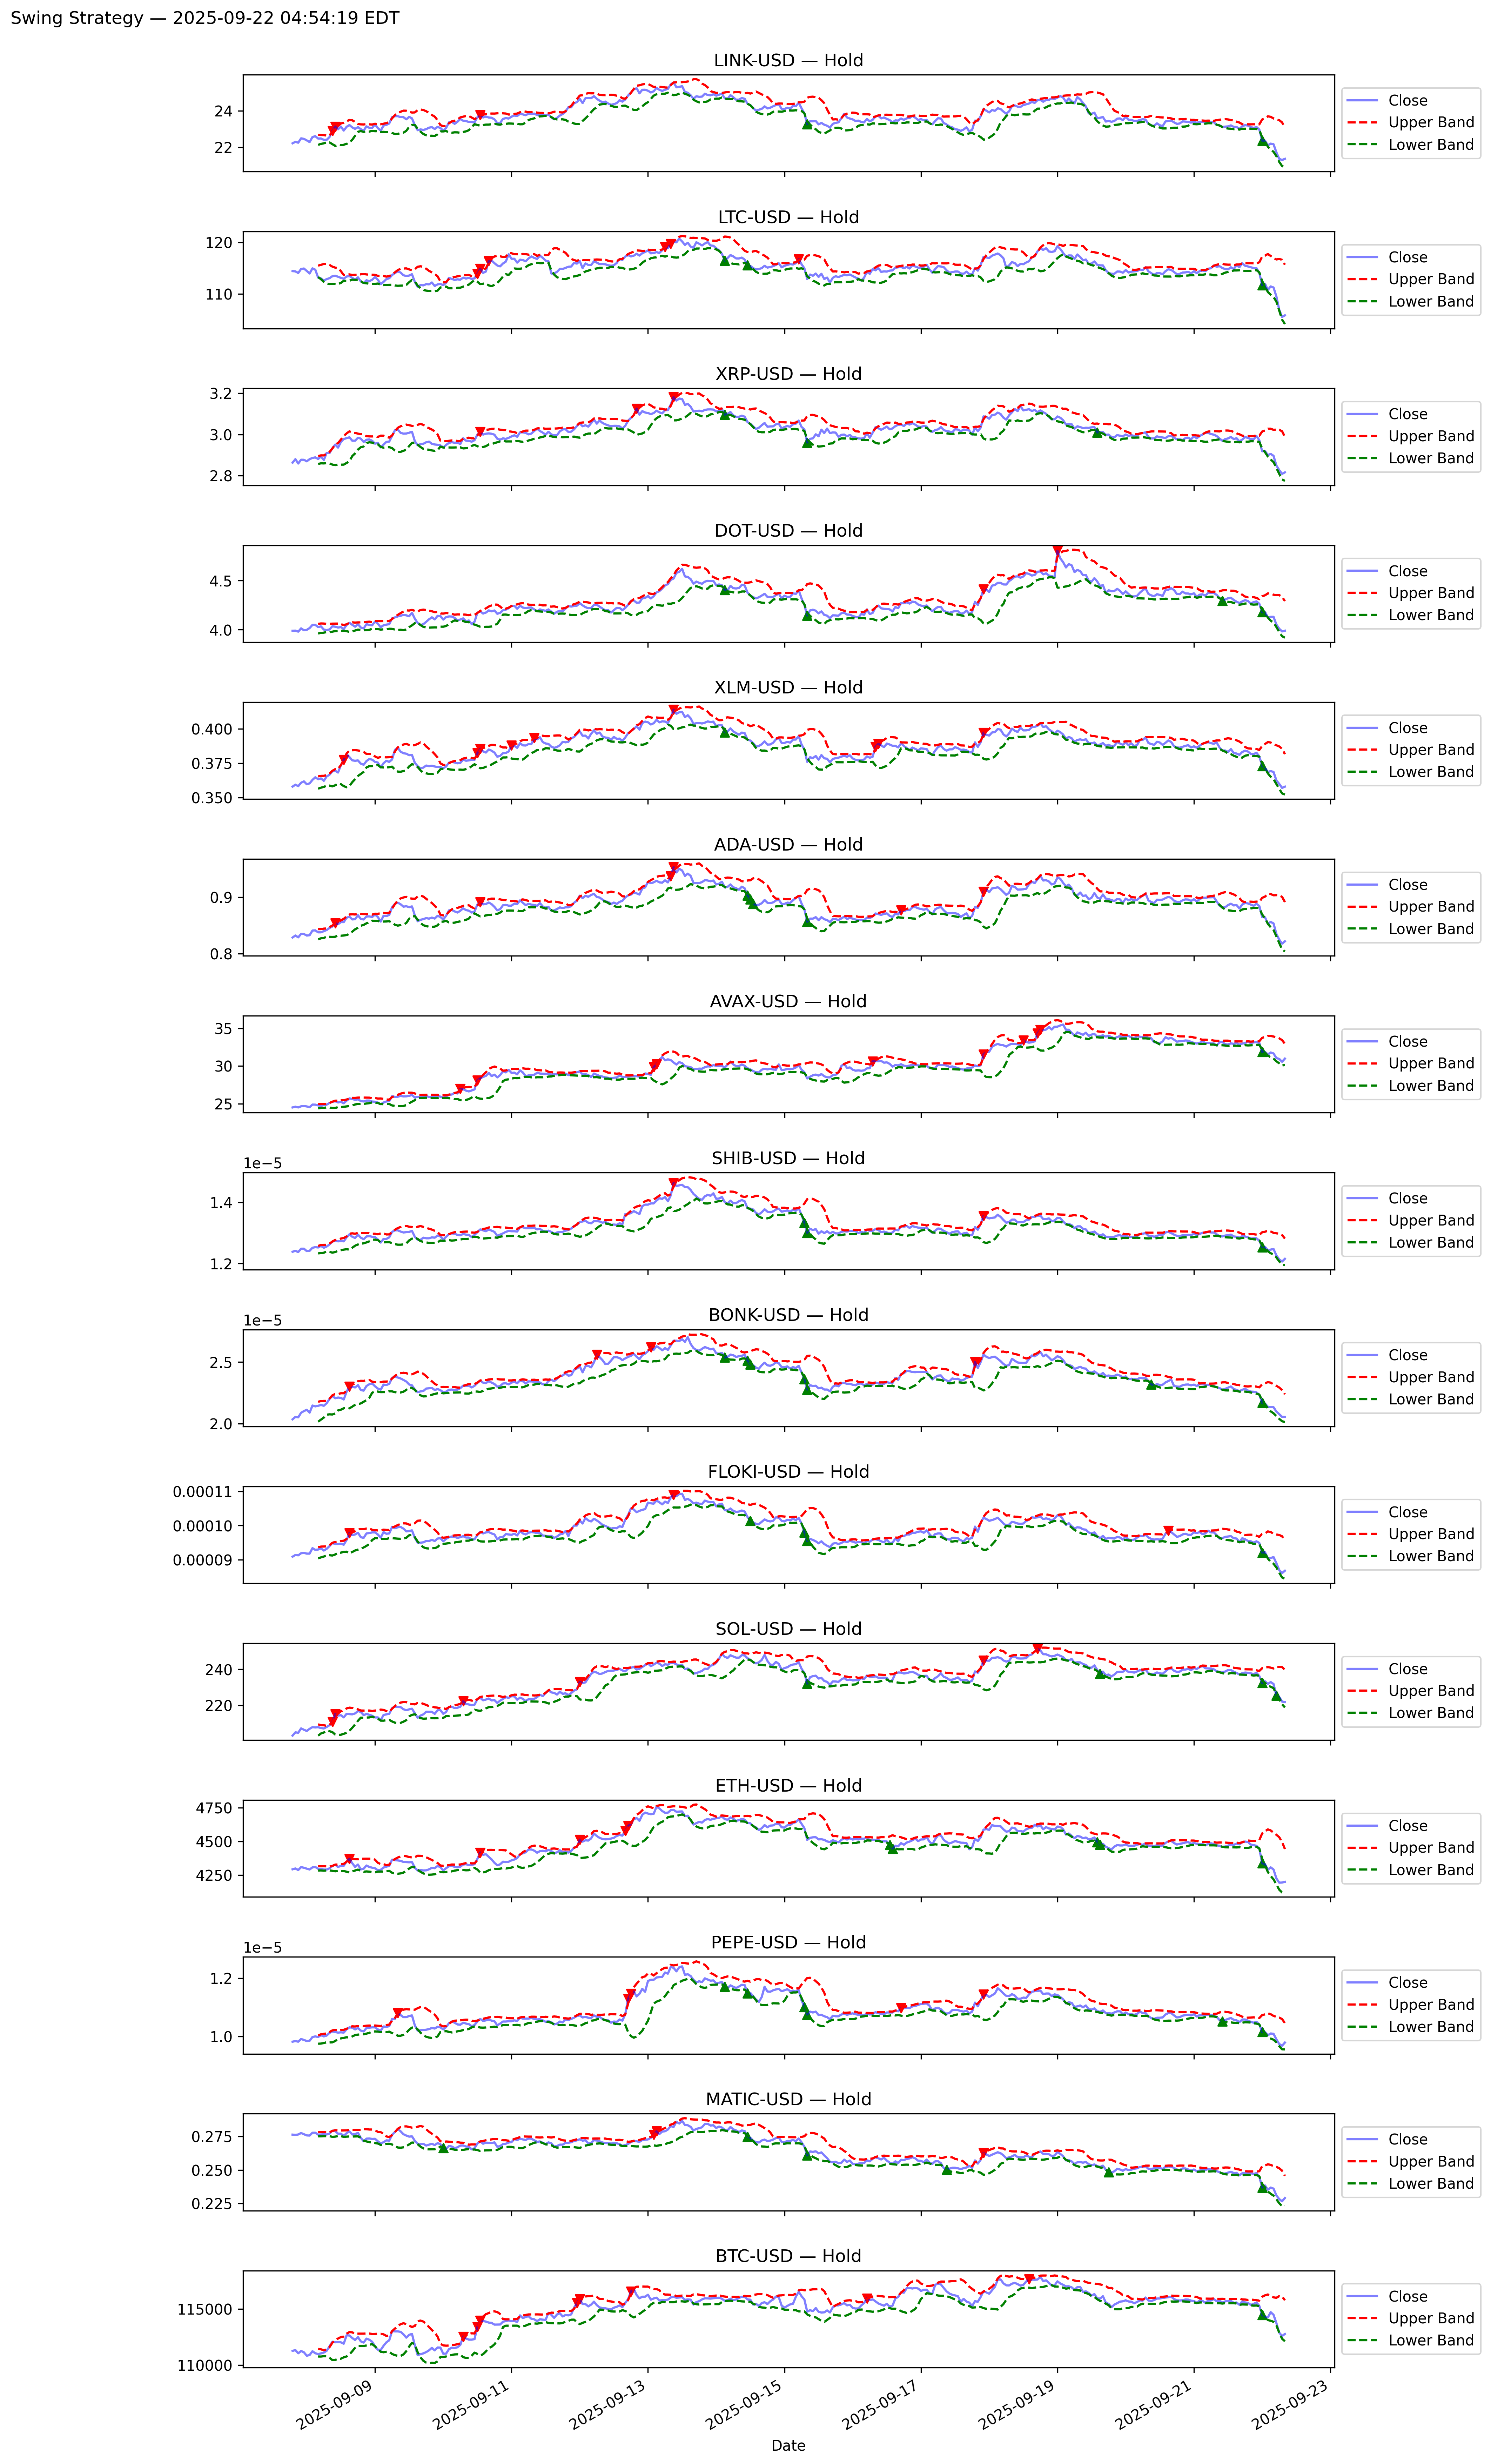 Swing Strategy — 2025-09-22 04:54:19 EDT
LINK-USD — Hold
24
22
Close
Upper Band
Lower Band
LTC-USD — Hold
120
110
Close
Upper Band
Lower Band
XRP-USD — Hold
3.2
3.0
2.8
Close
Upper Band
Lower Band
DOT-USD — Hold
4.5
4.0
Close
Upper Band
Lower Band
XLM-USD — Hold
0.400
0.375
0.350
Close
Upper Band
Lower Band
ADA-USD — Hold
0.9
0.8
Close
Upper Band
Lower Band
AVAX-USD — Hold
35
30
25
Close
Upper Band
Lower Band
SHIB-USD — Hold
1e−5
1.4
1.2
Close
Upper Band
Lower Band
BONK-USD — Hold
1e−5
2.5
2.0
Close
Upper Band
Lower Band
FLOKI-USD — Hold
0.00011
0.00010
0.00009
Close
Upper Band
Lower Band
SOL-USD — Hold
240
220
Close
Upper Band
Lower Band
ETH-USD — Hold
4750
4500
4250
Close
Upper Band
Lower Band
PEPE-USD — Hold
1e−5
1.2
1.0
Close
Upper Band
Lower Band
MATIC-USD — Hold
0.275
0.250
0.225
Close
Upper Band
Lower Band
BTC-USD — Hold
115000
110000
Close
Upper Band
Lower Band
2025-09-09
2025-09-11
2025-09-13
2025-09-15
2025-09-17
2025-09-19
2025-09-21
2025-09-23
Date